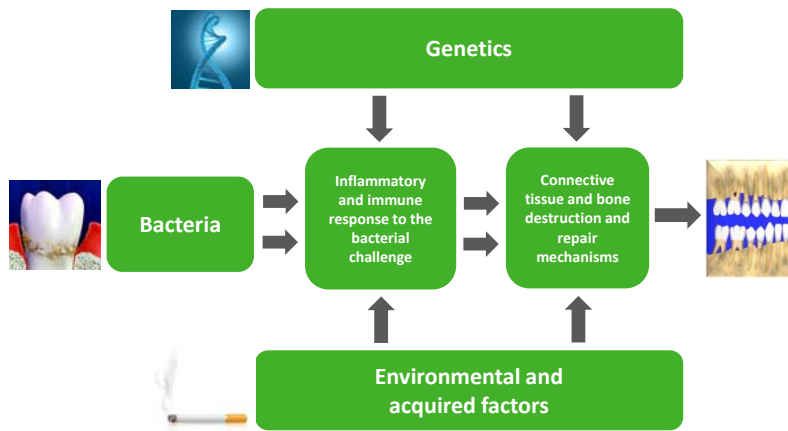 Genetics
Bacteria
Inflammatory
and immune
response to the
bacterial
challenge
Connective
tissue and bone
destruction and
repair
mechanisms
Environmental and
acquired factors